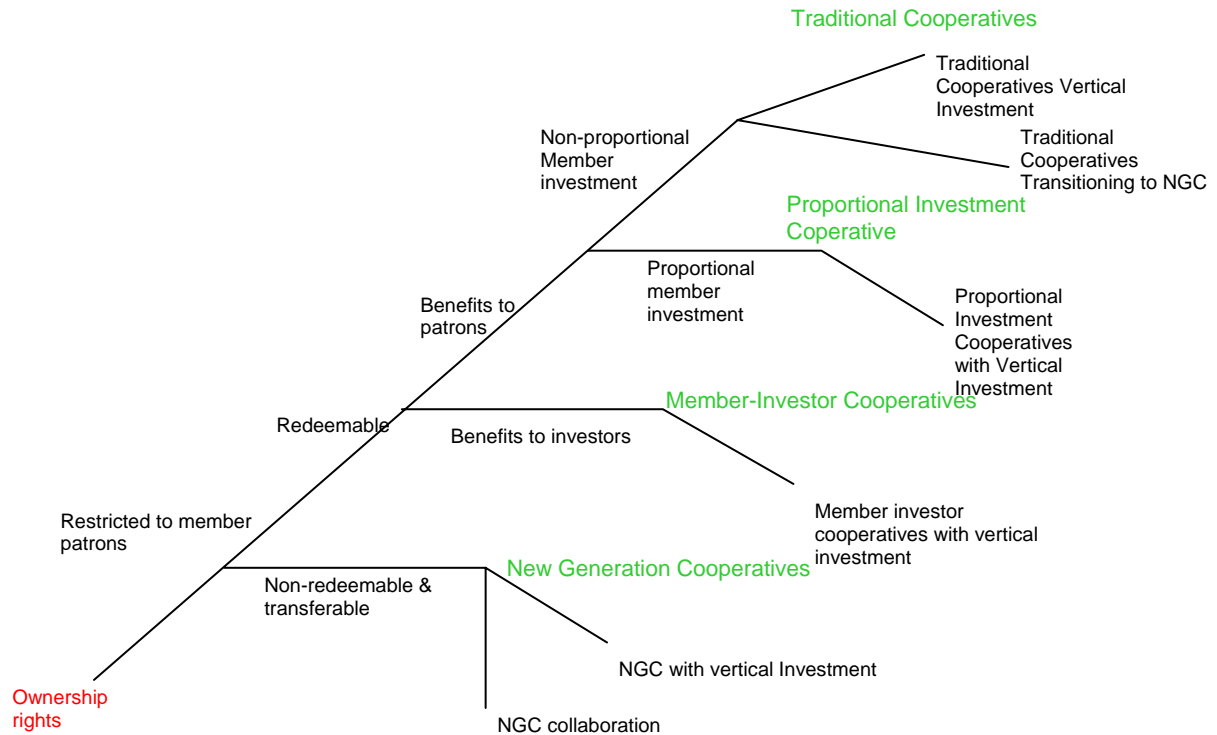 Traditional Cooperatives
Traditional
Cooperatives Vertical
Investment
Non-proportional
Member
investment
Traditional
Cooperatives
Transitioning to NGC
Proportional Investment
Coperative
Proportional
member
investment
Benefits to
patrons
Proportional
Investment
Cooperatives
with Vertical
Investment
Member-Investor Cooperatives
Redeemable
Benefits to investors
Restricted to member
patrons
Member investor
cooperatives with vertical
investment
New Generation Cooperatives
Non-redeemable &
transferable
NGC with vertical Investment
Ownership
rights
NGC collaboration